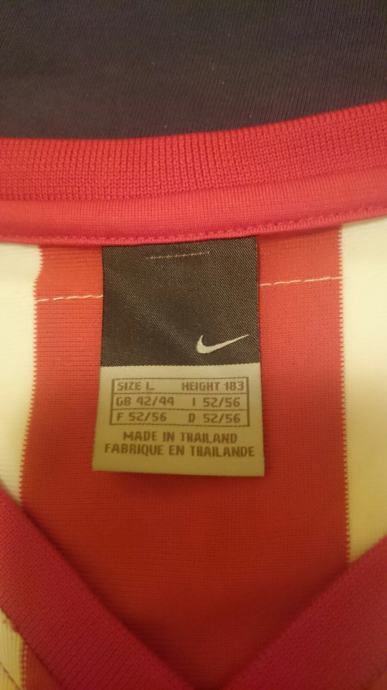 SIZE L HEIGHT 183
GB 42/44 I 52/56
F 52/56 D 52/56
MADE IN THAILAND
FABRIQUE EN THAILANDE